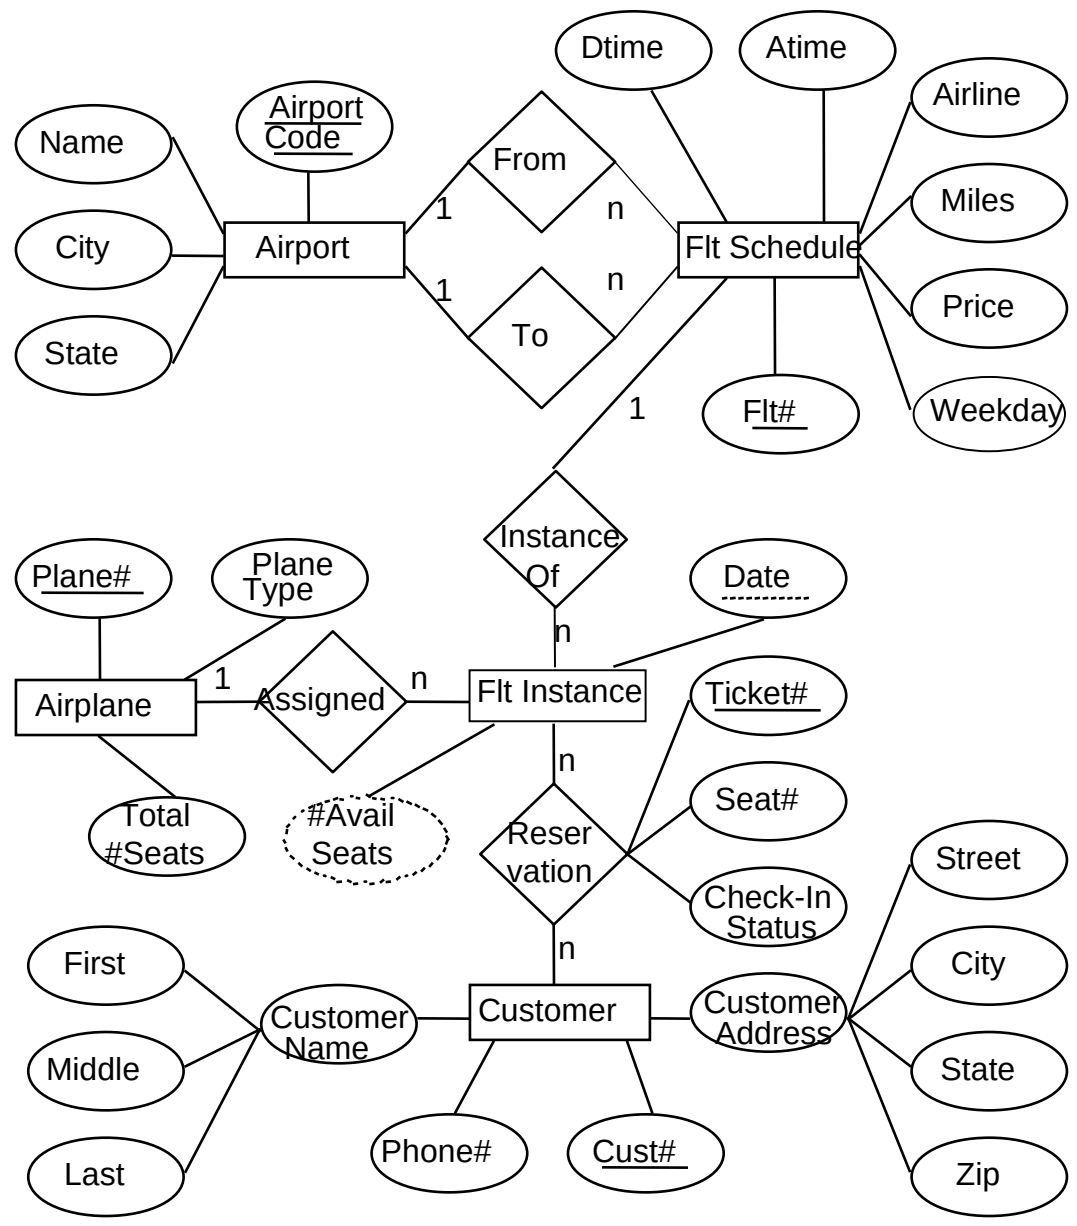 Dtime
Atime
Airline
Name
Airport
Code
From
Miles
1
n
City
Airport
Flt Schedule
1
n
Price
State
To
1
Flt#
Weekday
Instance
Of
Plane#
Plane
Type
Date
n
1
n
Airplane
Assigned
Flt Instance
Ticket#
n
Total
#Seats
#Avail
Seats
Reser
vation
Seat#
Check-In
Status
Street
n
First
City
Customer
Name
Customer
Customer
Address
Middle
State
Last
Phone#
Cust#
Zip